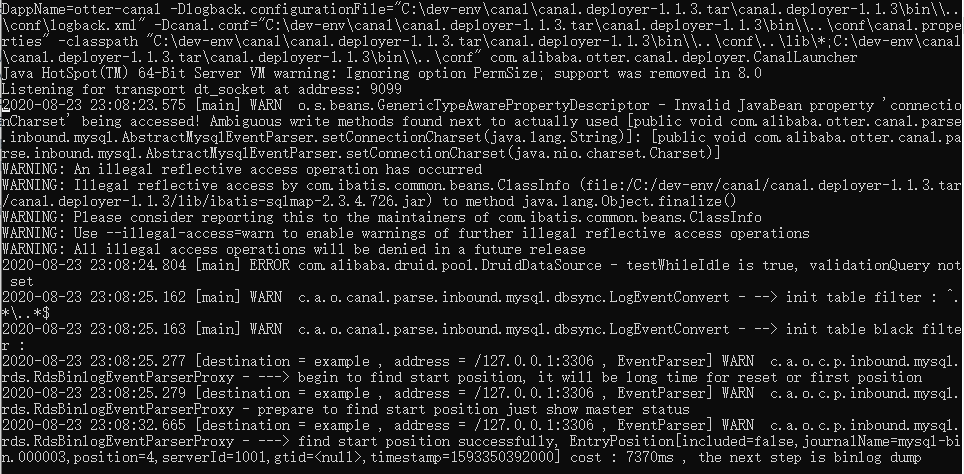 DappName=otter-canal -Dlogback.configurationFile="C:\dev-env\canal\canal.deployer-1.1.3.tar\canal.deployer-1.1.3\bin\\..
\conf\logback.xml" -Dcanal.conf="C:\dev-env\canal\canal.deployer-1.1.3.tar\canal.deployer-1.1.3\bin\\..\conf\canal.prope
rties" -classpath "C:\dev-env\canal\canal.deployer-1.1.3.tar\canal.deployer-1.1.3\bin\\..\conf\..\lib\*;C:\dev-env\canal
\canal.deployer-1.1.3.tar\canal.deployer-1.1.3\bin\\..\conf" com.alibaba.otter.canal.deployer.CanalLauncher
Java HotSpot(TM) 64-Bit Server VM warning: Ignoring option PermSize; support was removed in 8.0
Listening for transport dt_socket at address: 9099
2020-08-23 23:08:23.575 [main] WARN  o.s.beans.GenericTypeAwarePropertyDescriptor - Invalid JavaBean property 'connectio
nCharset' being accessed! Ambiguous write methods found next to actually used [public void com.alibaba.otter.canal.parse
.inbound.mysql.AbstractMysqlEventParser.setConnectionCharset(java.lang.String)]: [public void com.alibaba.otter.canal.pa
rse.inbound.mysql.AbstractMysqlEventParser.setConnectionCharset(java.nio.charset.Charset)]
WARNING: An illegal reflective access operation has occurred
WARNING: Illegal reflective access by com.ibatis.common.beans.ClassInfo (file:/C:/dev-env/canal/canal.deployer-1.1.3.tar
/canal.deployer-1.1.3/lib/ibatis-sqlmap-2.3.4.726.jar) to method java.lang.Object.finalize()
WARNING: Please consider reporting this to the maintainers of com.ibatis.common.beans.ClassInfo
WARNING: Use --illegal-access=warn to enable warnings of further illegal reflective access operations
WARNING: All illegal access operations will be denied in a future release
2020-08-23 23:08:24.804 [main] ERROR com.alibaba.druid.pool.DruidDataSource - testWhileIdle is true, validationQuery not
 set
2020-08-23 23:08:25.162 [main] WARN  c.a.o.canal.parse.inbound.mysql.dbsync.LogEventConvert - --> init table filter : ^.
*\..*$
2020-08-23 23:08:25.163 [main] WARN  c.a.o.canal.parse.inbound.mysql.dbsync.LogEventConvert - --> init table black filte
r :
2020-08-23 23:08:25.277 [destination = example , address = /127.0.0.1:3306 , EventParser] WARN  c.a.o.c.p.inbound.mysql.
rds.RdsBinlogEventParserProxy - ---> begin to find start position, it will be long time for reset or first position
2020-08-23 23:08:25.279 [destination = example , address = /127.0.0.1:3306 , EventParser] WARN  c.a.o.c.p.inbound.mysql.
rds.RdsBinlogEventParserProxy - prepare to find start position just show master status
2020-08-23 23:08:32.665 [destination = example , address = /127.0.0.1:3306 , EventParser] WARN  c.a.o.c.p.inbound.mysql.
rds.RdsBinlogEventParserProxy - ---> find start position successfully, EntryPosition[included=false,journalName=mysql-bi
n.000003,position=4,serverId=1001,gtid=<null>,timestamp=1593350392000] cost : 7370ms , the next step is binlog dump